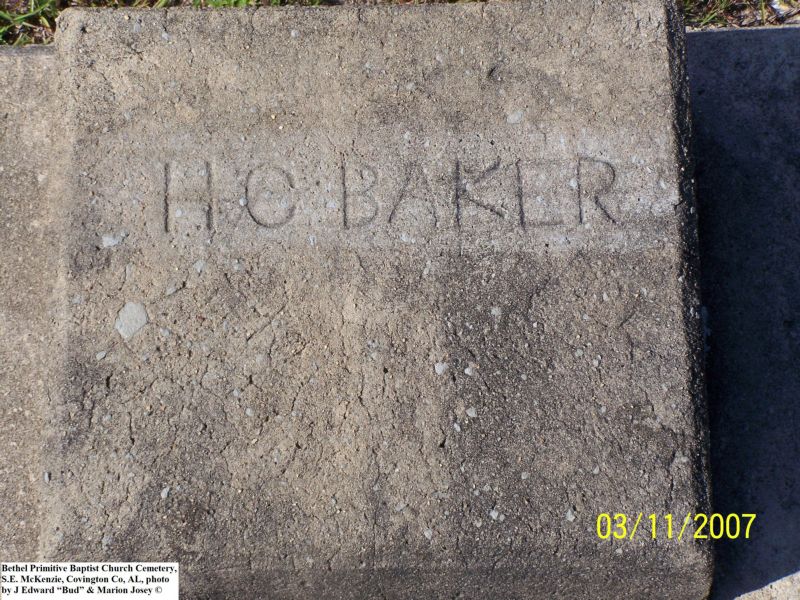 H C BAKER
03/11/2007
Bethel Primitive Baptist Church Cemetery,
S.E. McKenzie, Covington Co, AL, photo
by J Edward “Bud” & Marion Josey ©